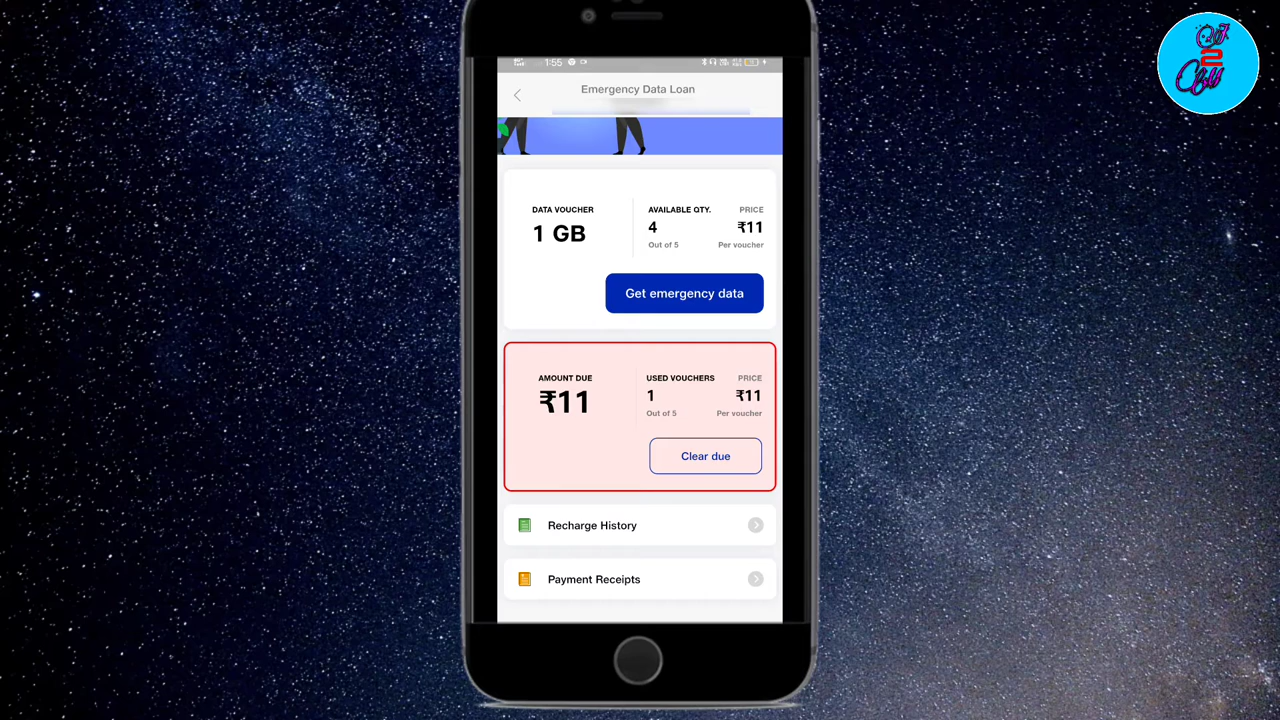 1:55
Emergency Data Loan
DATA VOUCHER
1 GB
AVAILABLE QTY.
4
Out of 5
PRICE
₹11
Per voucher
Get emergency data
AMOUNT DUE
₹11
USED VOUCHERS
1
Out of 5
PRICE
₹11
Per voucher
Clear due
Recharge History
Payment Receipts
2